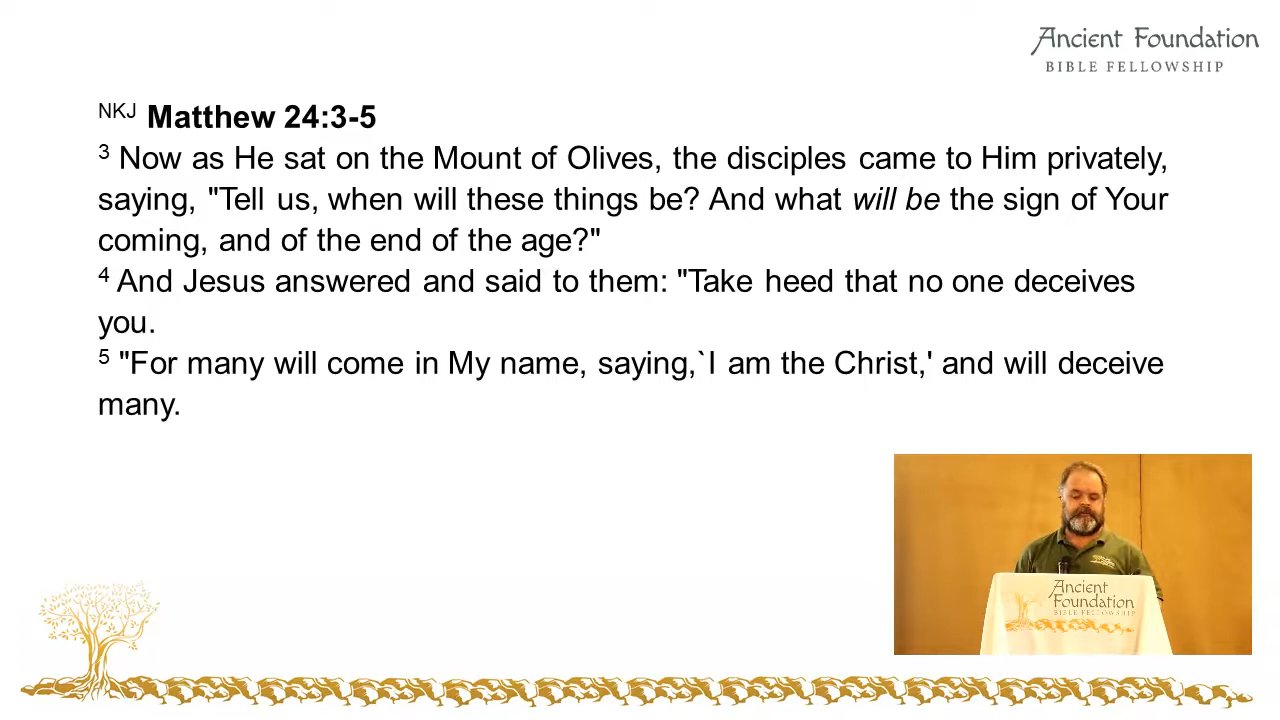 Ancient Foundation
BIBLE FELLOWSHIP
NKJ Matthew 24:3-5
3 Now as He sat on the Mount of Olives, the disciples came to Him privately,
saying, "Tell us, when will these things be? And what will be the sign of Your
coming, and of the end of the age?"
4 And Jesus answered and said to them: "Take heed that no one deceives
you.
5 "For many will come in My name, saying,`I am the Christ,' and will deceive
many.
Ancient
Foundation
BIBLE FELLOWSHIP